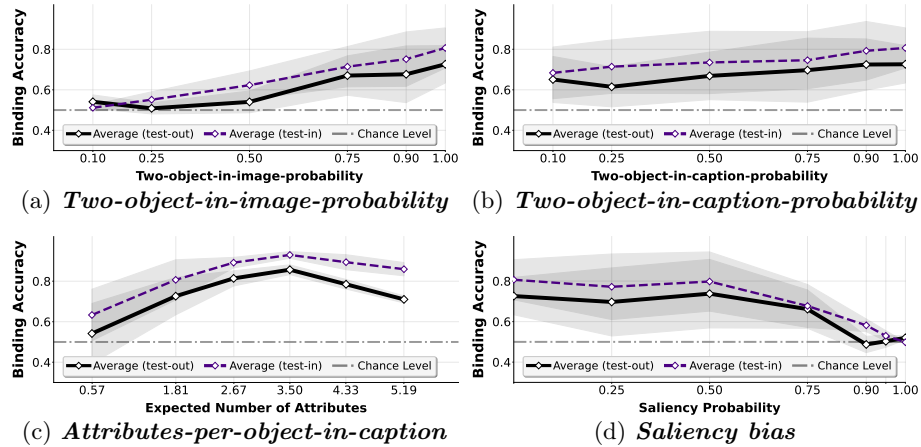 Binding Accuracy
0.8
0.6
0.4
Average (test-out) Average (test-in) Chance Level
0.10 0.25 0.50 0.75 0.90 1.00
Two-object-in-image-probability
(a) Two-object-in-image-probability
Binding Accuracy
0.8
0.6
0.4
Average (test-out) Average (test-in) Chance Level
0.10 0.25 0.50 0.75 0.90 1.00
Two-object-in-caption-probability
(b) Two-object-in-caption-probability
Binding Accuracy
0.8
0.6
0.4
Average (test-out) Average (test-in) Chance Level
0.57 1.81 2.67 3.50 4.33 5.19
Expected Number of Attributes
(c) Attributes-per-object-in-caption
Binding Accuracy
0.8
0.6
0.4
Average (test-out) Average (test-in) Chance Level
0.25 0.50 0.75 0.90 1.00
Saliency Probability
(d) Saliency bias